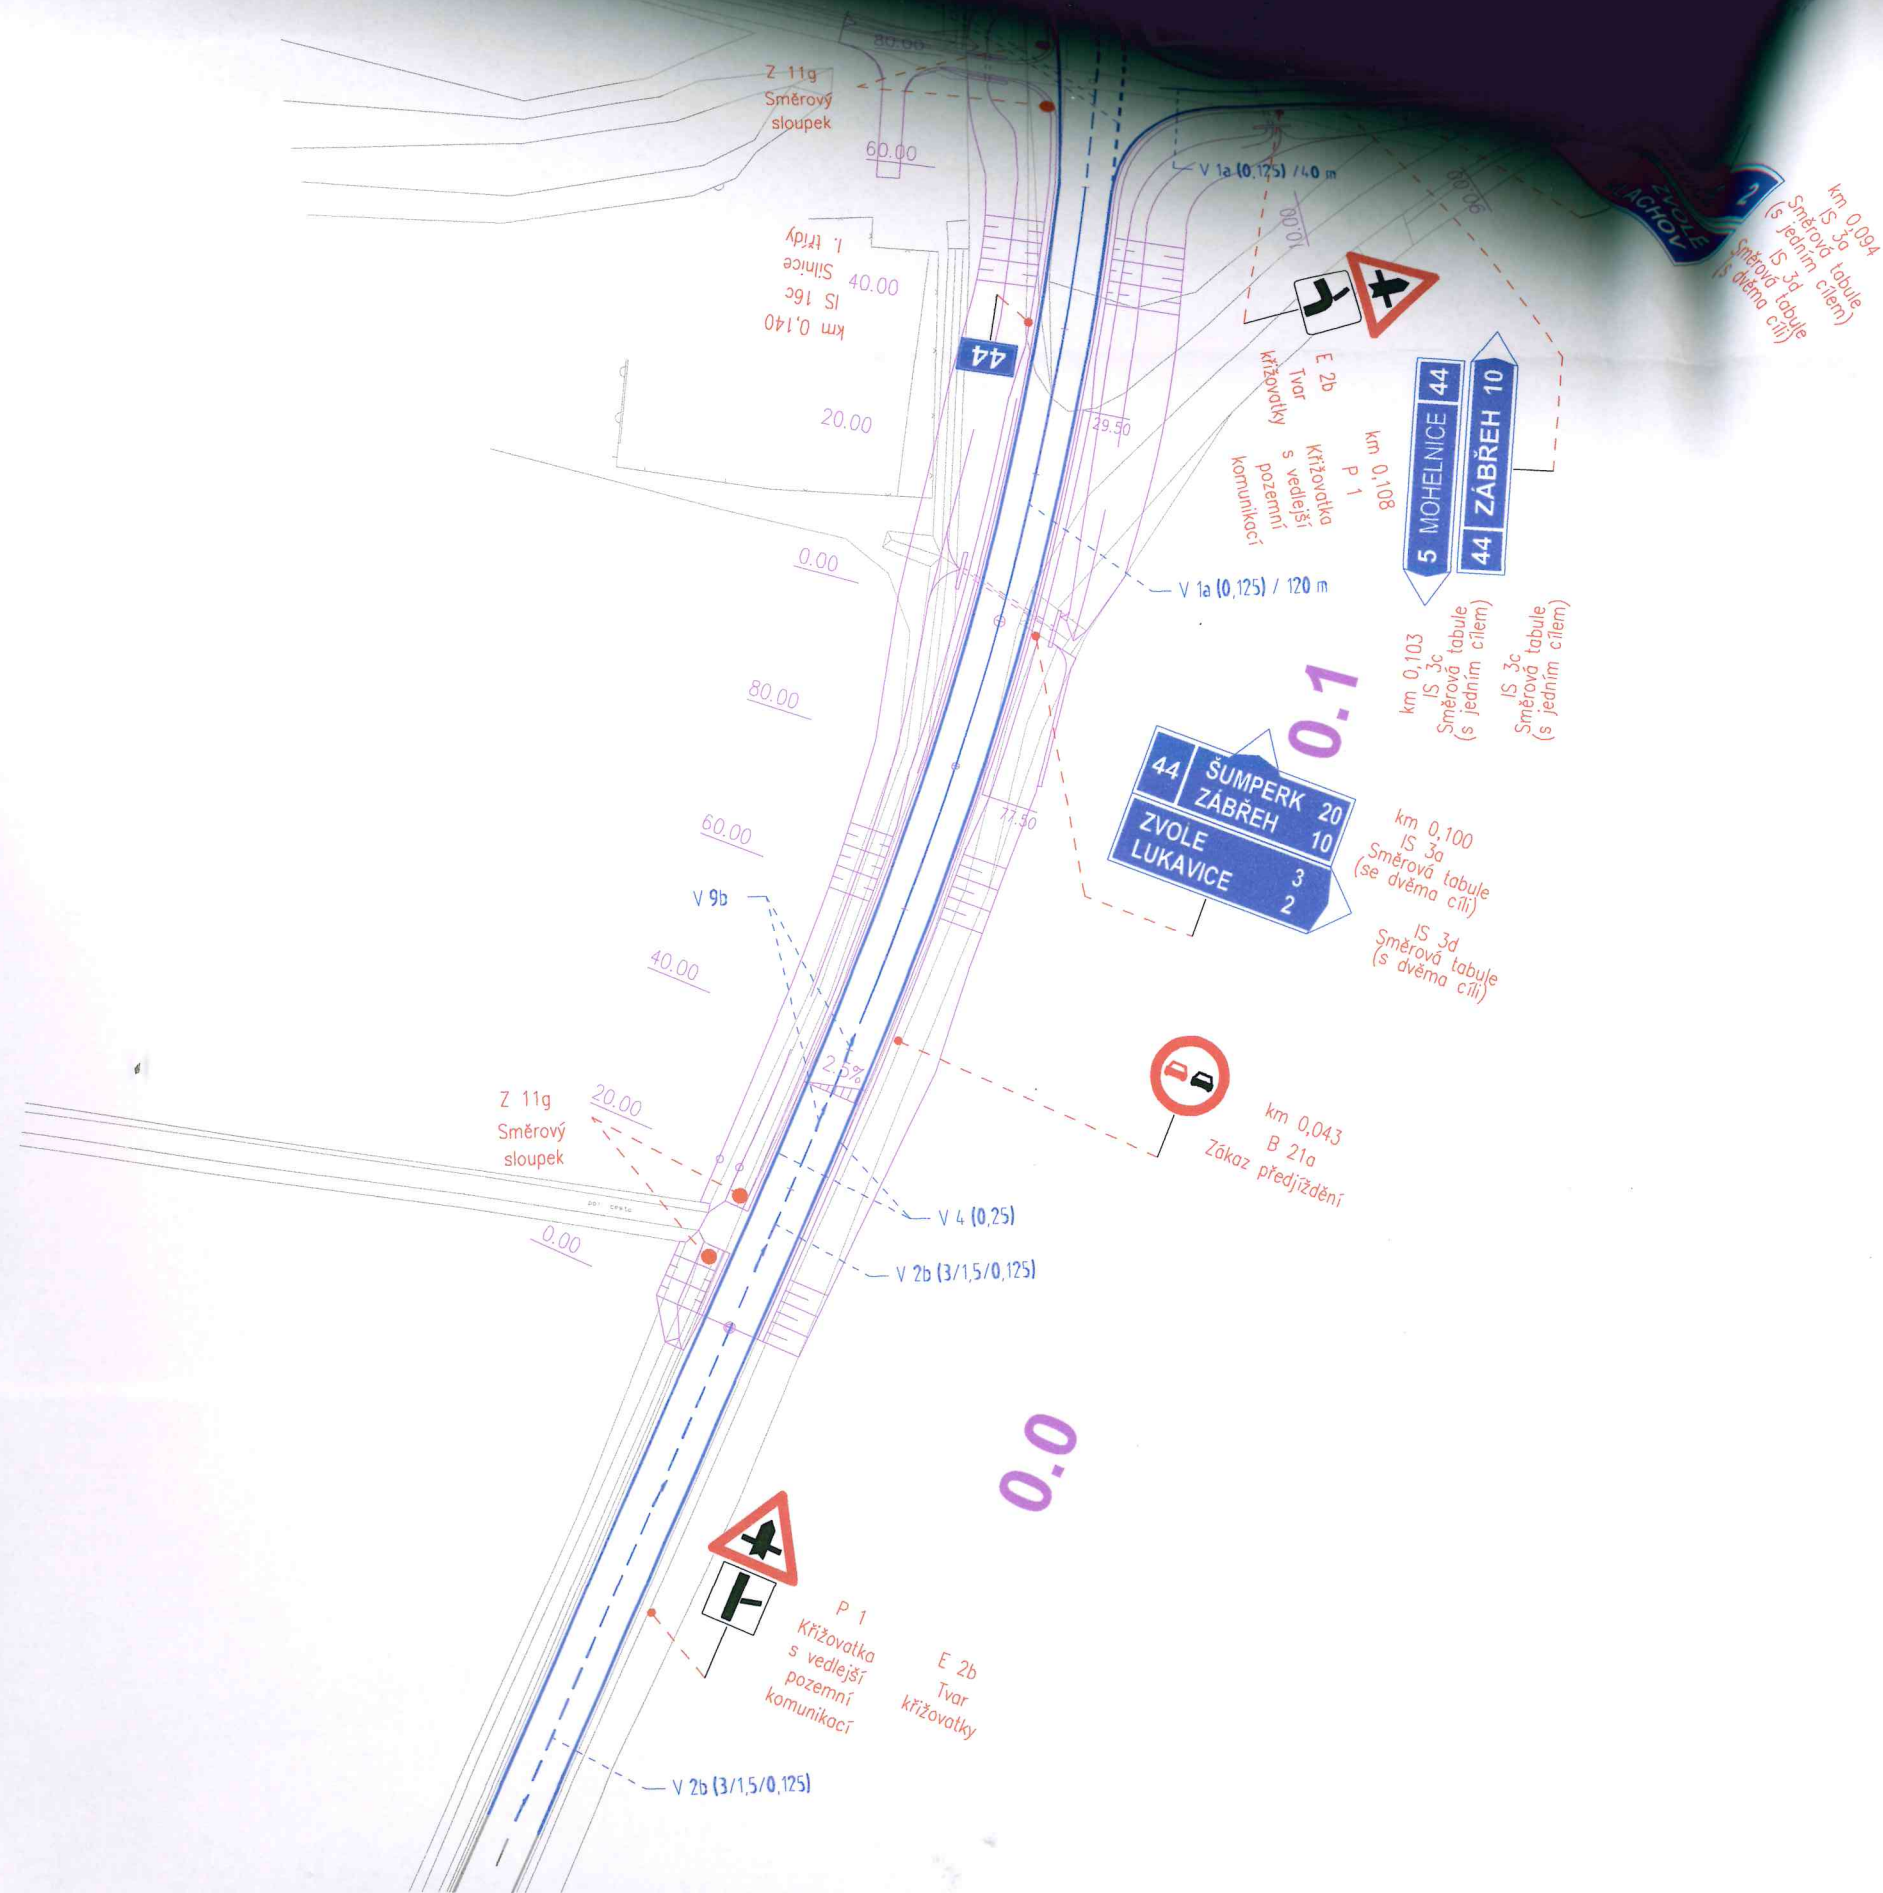 80.00
Z 11g
Směrový
sloupek
60.00
V 1a (0,125) /40 m
10.00
90.00
2
ZVOLE
km 0,094
IS 3a
Směrová tabule
(s jedním cílem)
IS 3d
Směrová tabule
(s dvěma cíli)
km 0,140
IS 16c
Silnice
I. třídy
40.00
44
20.00
29.50
E 2b
Tvar
křižovatky
km 0,108
P 1
Křižovatka
s vedlejší
pozemní
komunikací
5 MOHELNICE 44
44 ZÁBŘEH 10
km 0,103
IS 3c
Směrová tabule
(s jedním cílem)
IS 3c
Směrová tabule
(s jedním cílem)
0.00
V 1a (0,125) / 120 m
80.00
0.1
44 ŠUMPERK 20
ZÁBŘEH 10
ZVOLE 3
LUKAVICE 2
km 0,100
IS 3a
Směrová tabule
(se dvěma cíli)
IS 3d
Směrová tabule
(s dvěma cíli)
77.50
60.00
V 9b
40.00
2.5%
km 0,043
B 21a
Zákaz předjíždění
Z 11g
Směrový
sloupek
20.00
V 4 (0,25)
0.00
V 2b (3/1,5/0,125)
0.0
P 1
Křižovatka
s vedlejší
pozemní
komunikací
E 2b
Tvar
křižovatky
V 2b (3/1,5/0,125)